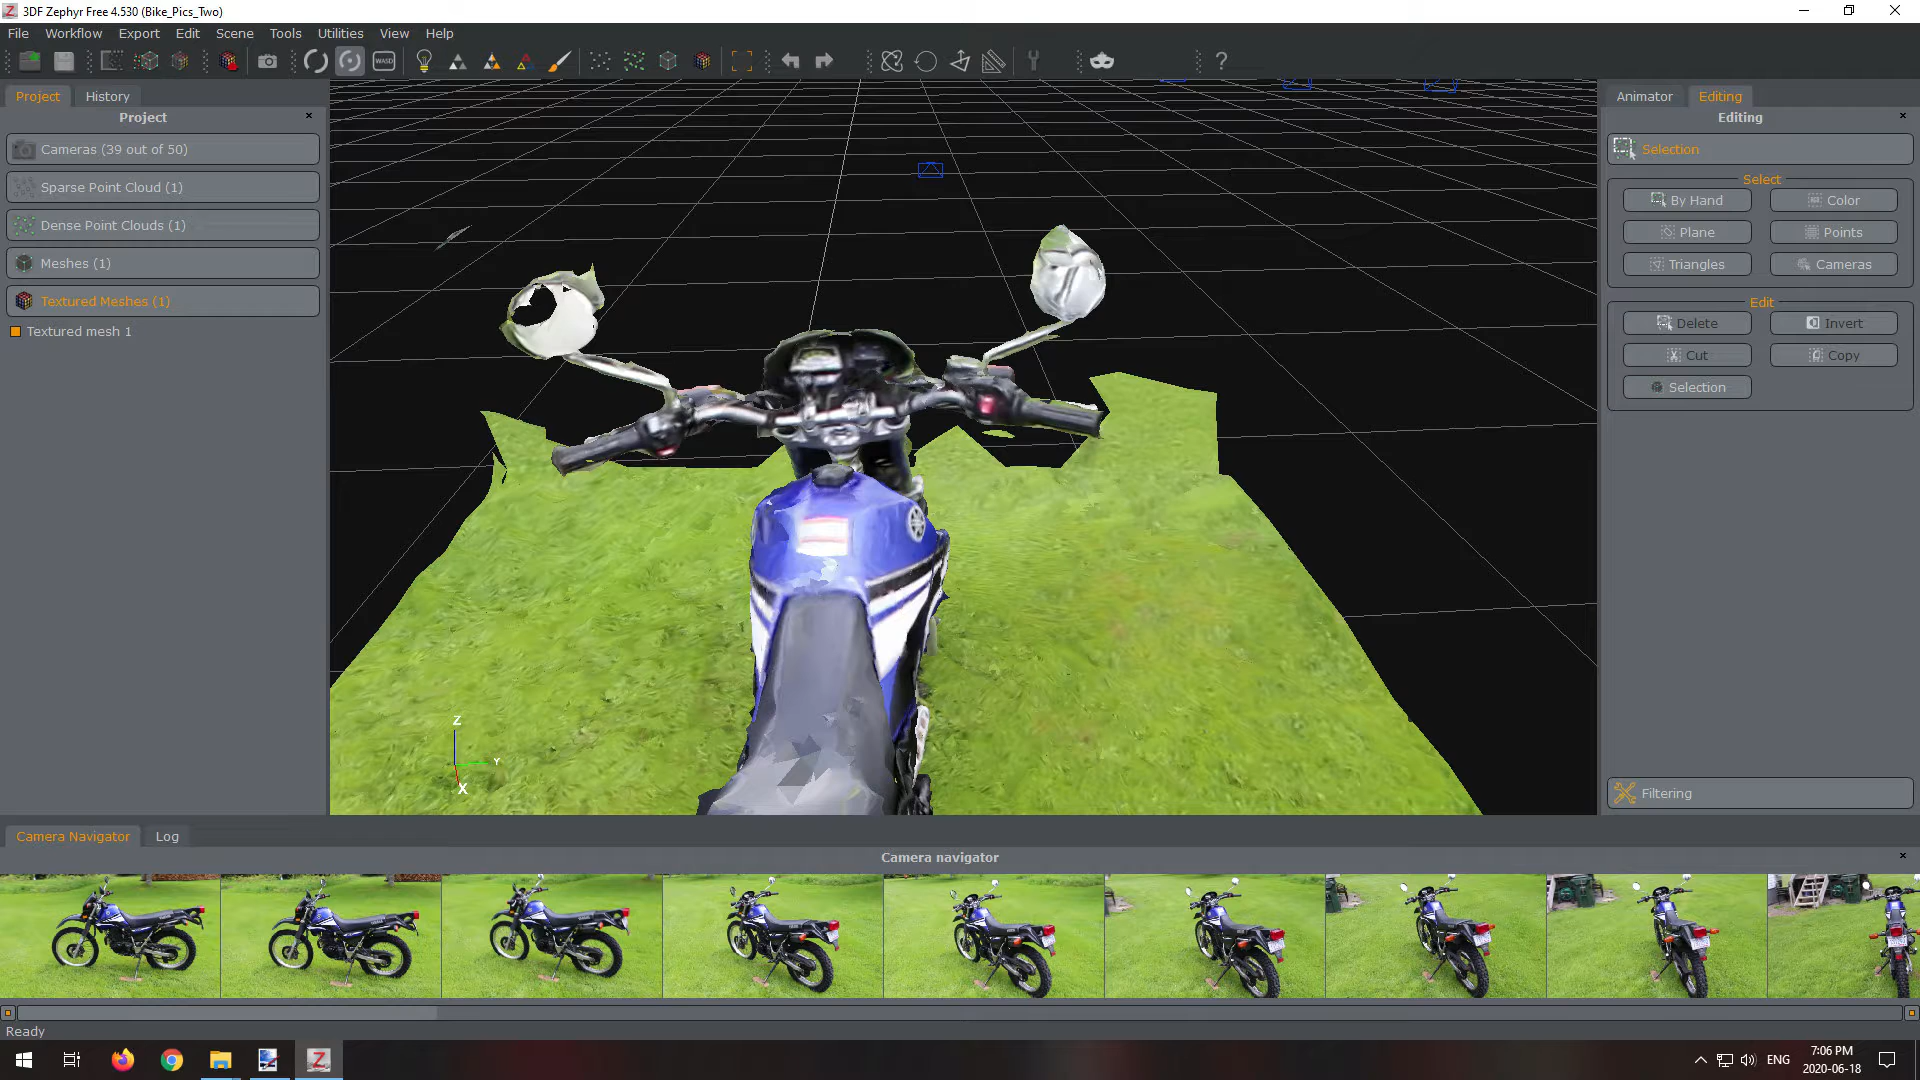 3DF Zephyr Free 4.530 (Bike_Pics_Two)
File Workflow Export Edit Scene Tools Utilities View Help
WASD
?
Project History
Project
Cameras (39 out of 50)
Sparse Point Cloud (1)
Dense Point Clouds (1)
Meshes (1)
Textured Meshes (1)
Textured mesh 1
Z
Y
X
Animator Editing
Editing
Selection
Select
By Hand Color
Plane Points
Triangles Cameras
Edit
Delete Invert
Cut Copy
Selection
Filtering
Camera Navigator Log
Camera navigator
Ready
ENG
7:06 PM
2020-06-18